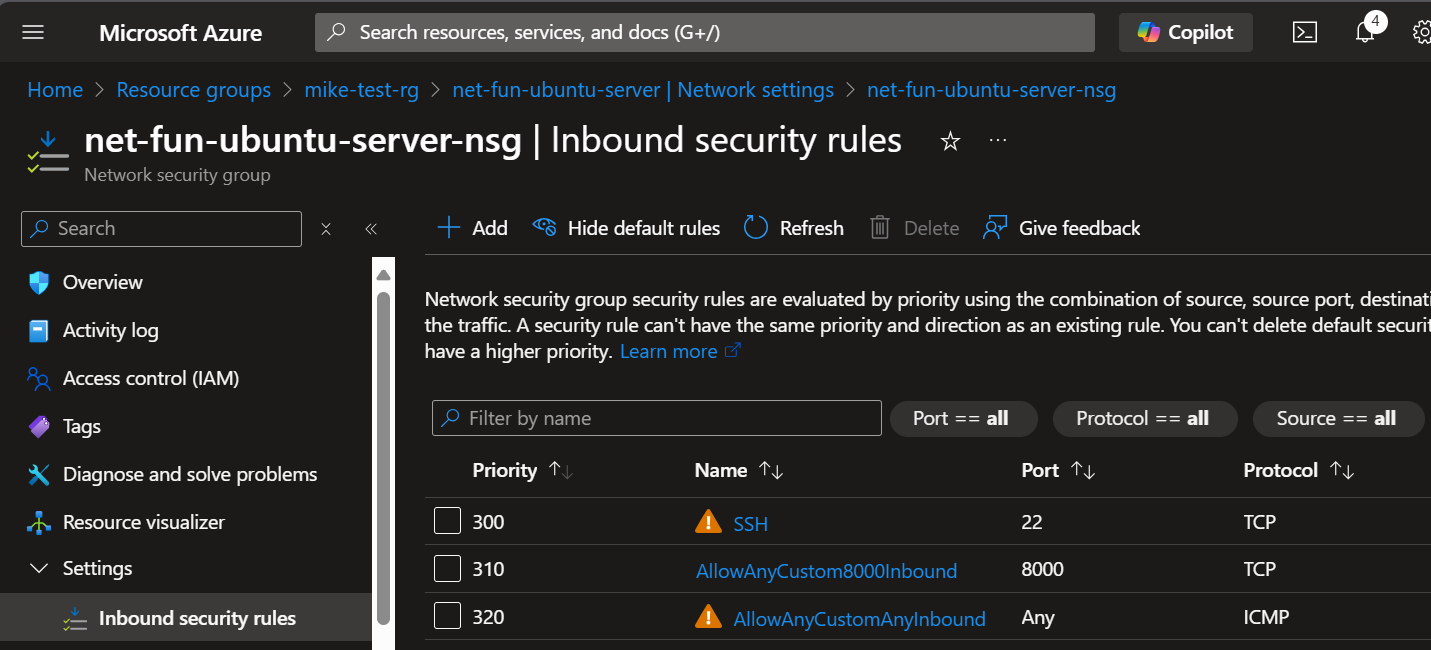 Microsoft Azure
Search resources, services, and docs (G+/)
Copilot
4
Home > Resource groups > mike-test-rg > net-fun-ubuntu-server | Network settings > net-fun-ubuntu-server-nsg
net-fun-ubuntu-server-nsg | Inbound security rules
Network security group
Search
Add
Hide default rules
Refresh
Delete
Give feedback
Overview
Activity log
Access control (IAM)
Tags
Diagnose and solve problems
Resource visualizer
Settings
Inbound security rules
Network security group security rules are evaluated by priority using the combination of source, source port, destinati
the traffic. A security rule can't have the same priority and direction as an existing rule. You can't delete default securit
have a higher priority. Learn more
Filter by name
Port == all
Protocol == all
Source == all
Priority Name Port Protocol
300 SSH 22 TCP
310 AllowAnyCustom8000Inbound 8000 TCP
320 AllowAnyCustomAnyInbound Any ICMP